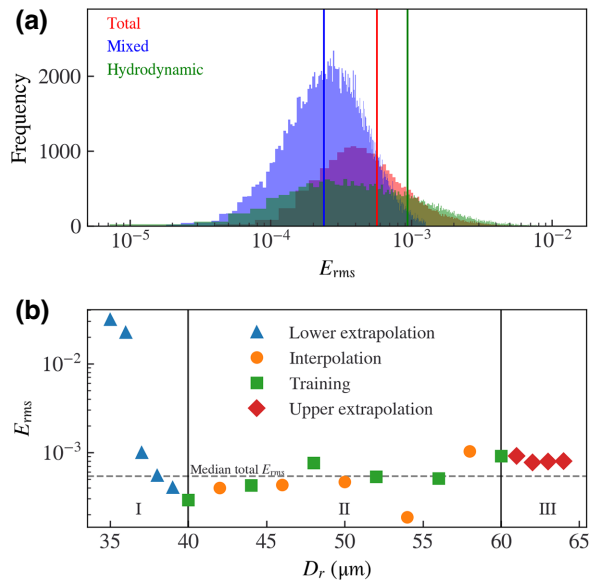 (a)
Total
Mixed
Hydrodynamic
Frequency
2000
1000
0
10⁻⁵ 10⁻⁴ 10⁻³ 10⁻²
E_rms
(b)
Lower extrapolation
Interpolation
Training
Upper extrapolation
E_rms
10⁻²
10⁻³
Median total E_rms
I II III
35 40 45 50 55 60 65
D_r (μm)